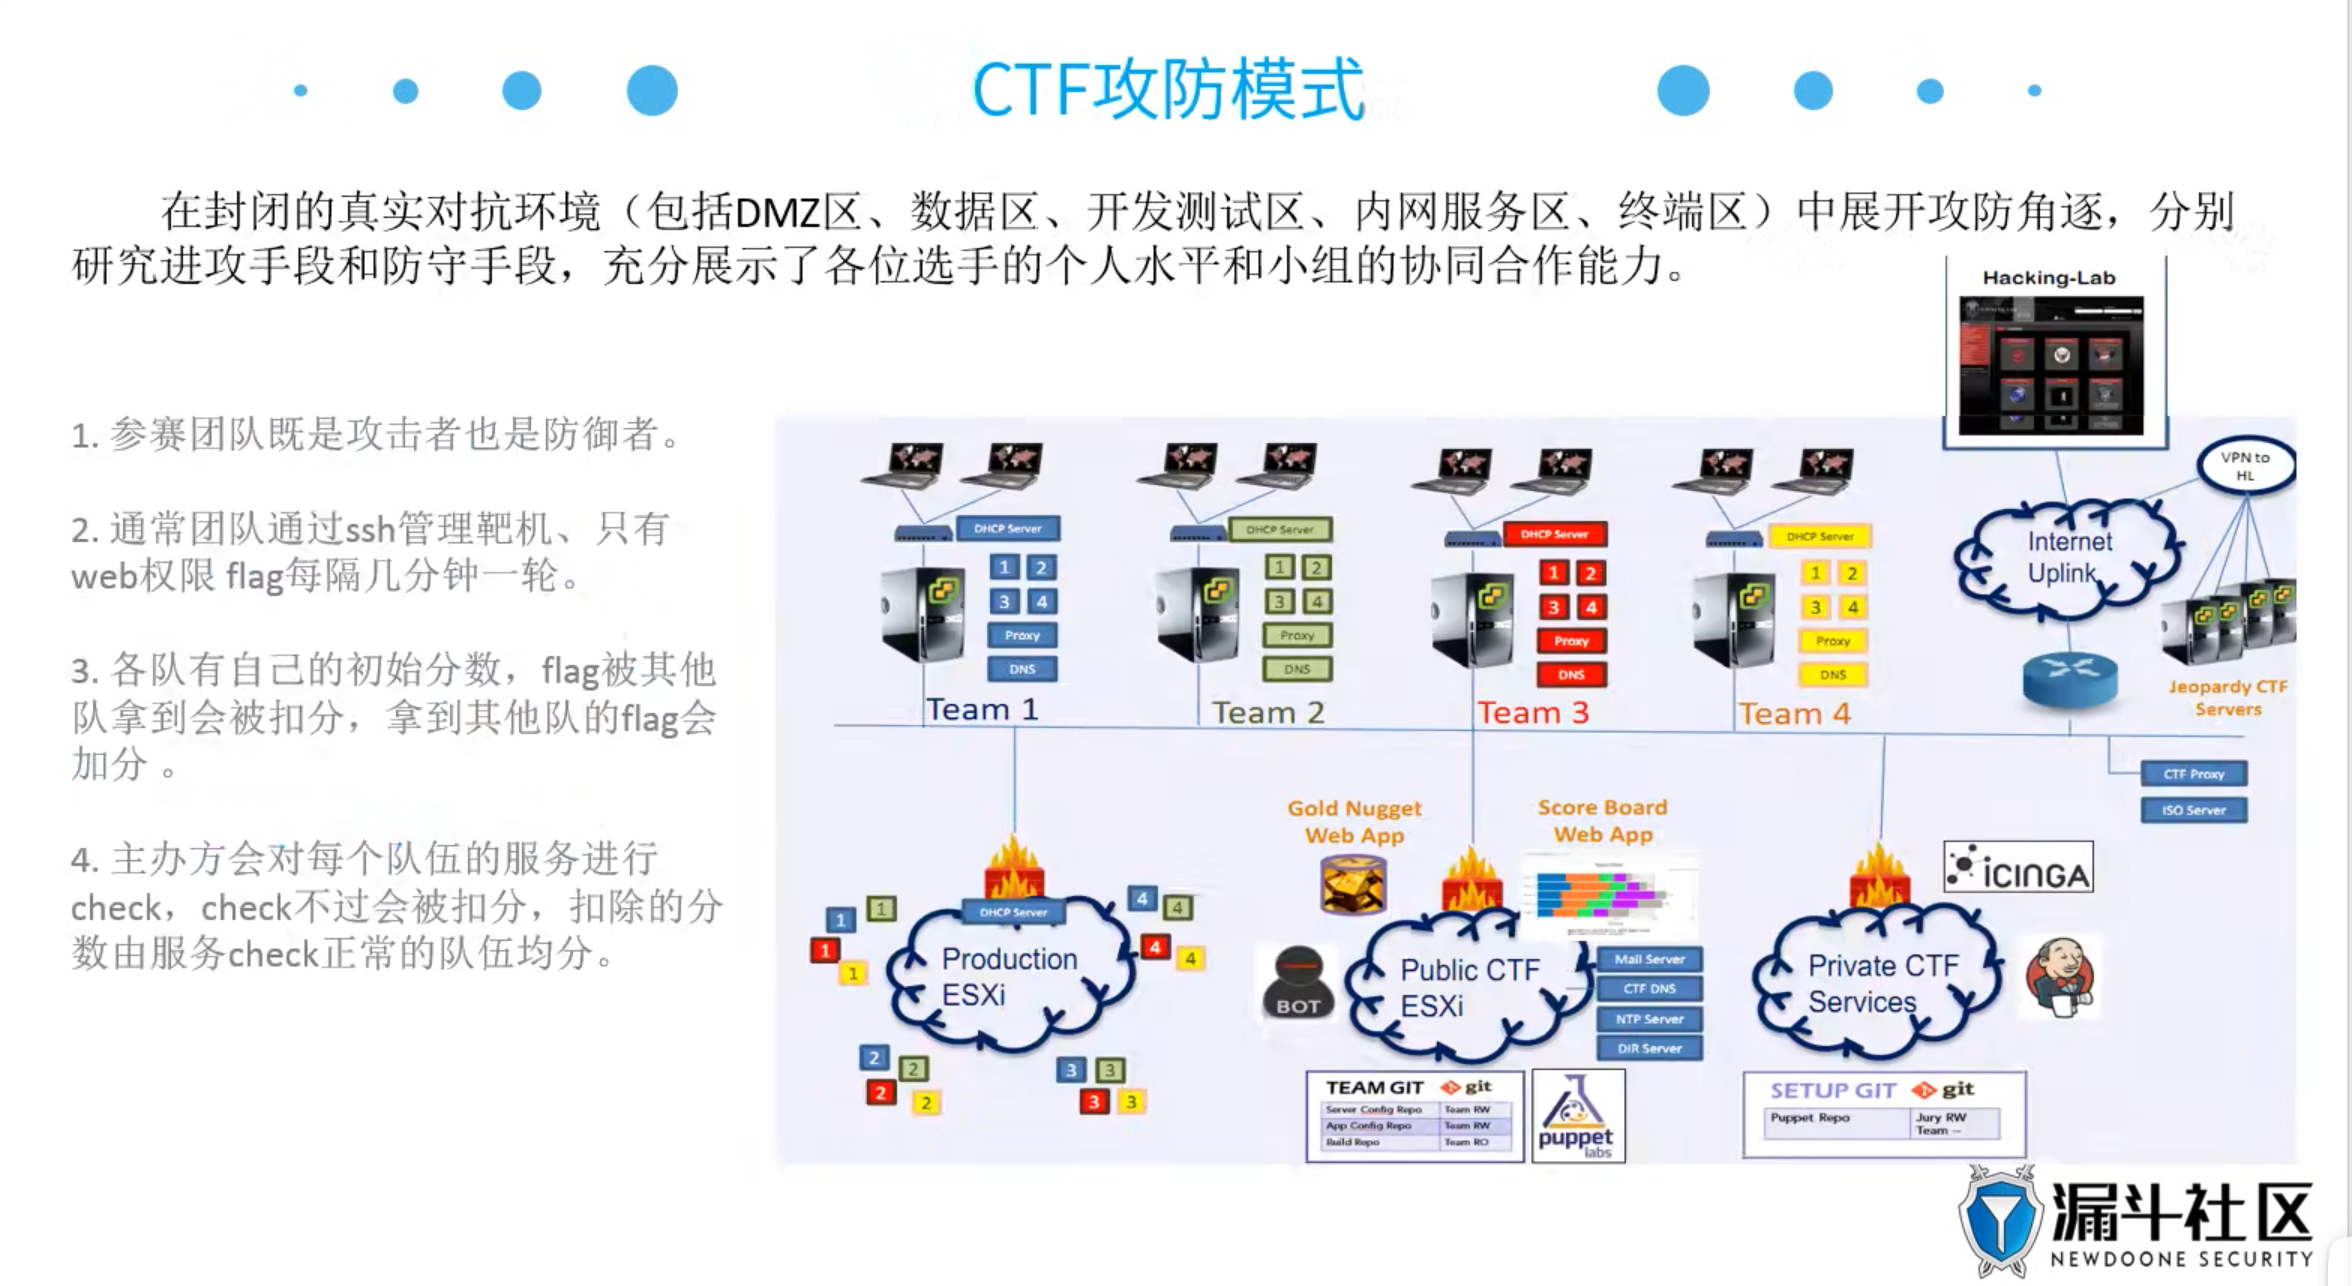 CTF攻防模式
在封闭的真实对抗环境（包括DMZ区、数据区、开发测试区、内网服务区、终端区）中展开攻防角逐，分别
研究进攻手段和防守手段，充分展示了各位选手的个人水平和小组的协同合作能力。
1. 参赛团队既是攻击者也是防御者。
2. 通常团队通过ssh管理靶机、只有
web权限 flag每隔几分钟一轮。
3. 各队有自己的初始分数，flag被其他
队拿到会被扣分，拿到其他队的flag会
加分 。
4. 主办方会对每个队伍的服务进行
check，check不过会被扣分，扣除的分
数由服务check正常的队伍均分。
Hacking-Lab
VPN to
HL
Internet
Uplink
Jeopardy CTF
Servers
DHCP Server
1 2
3 4
Proxy
DNS
Team 1
DHCP Server
1 2
3 4
Proxy
DNS
Team 2
DHCP Server
1 2
3 4
Proxy
DNS
Team 3
DHCP Server
1 2
3 4
Proxy
DNS
Team 4
CTF Proxy
ISO Server
DHCP Server
Production
ESXi
1
1
1
1
4
4
4
4
2
2
2
2
3
3
3
3
Gold Nugget
Web App
Score Board
Web App
BOT
Public CTF
ESXi
Mail Server
CTF DNS
NTP Server
DIR Server
TEAM GIT git
Server Config Repo Team RW
App Config Repo Team RW
Build Repo Team RO
puppet
labs
ICINGA
Private CTF
Services
SETUP GIT git
Puppet Repo Jury RW
Team --
漏斗社区
NEWDOONE SECURITY